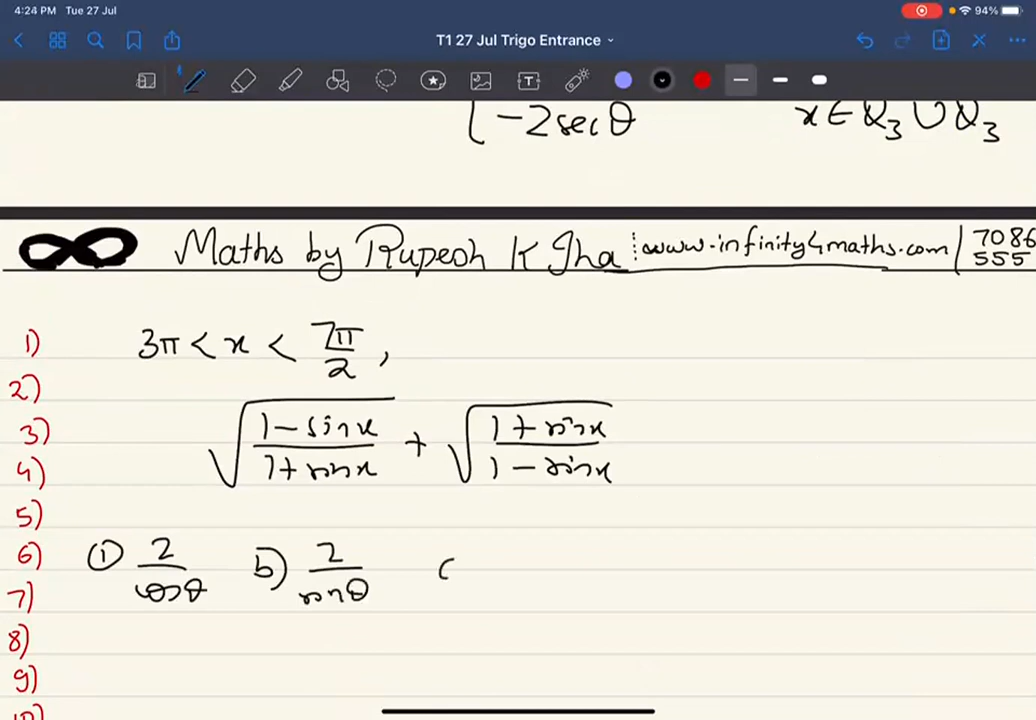 4:24 PM Tue 27 Jul 94%
T1 27 Jul Trigo Entrance
T
{ -2secθ x ∈ Q₃ ∪ Q₃
∞ Maths by Rupesh K Jha : www.infinity4maths.com | 7086
555
1) 3π < x < 7π/2 ,
2)
3) √((1 - sinx)/(1 + sinx)) + √((1 + sinx)/(1 - sinx))
4)
5)
6) ① 2/cosθ b) 2/sinθ c
7)
8)
9)
10)